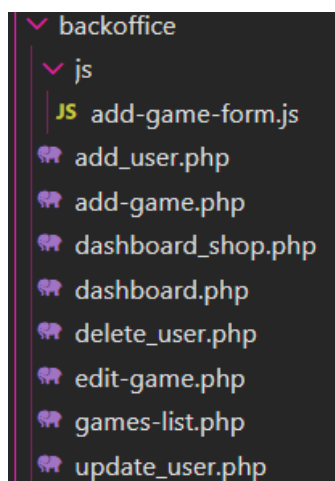 backoffice
js
JS add-game-form.js
add_user.php
add-game.php
dashboard_shop.php
dashboard.php
delete_user.php
edit-game.php
games-list.php
update_user.php